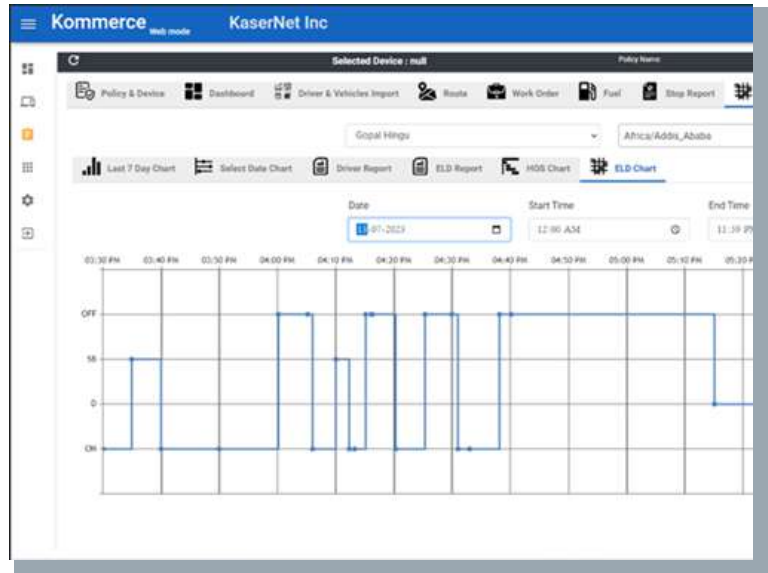 Kommerce Web mode KaserNet Inc
Selected Device : null Policy Name:
Policy & Device Dashboard Driver & Vehicles Import Route Work Order Fuel Stop Report
Gopal Hingu Africa/Addis_Ababa
Last 7 Day Chart Select Date Chart Driver Report ELD Report HOS Chart ELD Chart
Date Start Time End Time
-07-2023 12:00 AM 11:59 PM
03:30 PM 03:40 PM 03:50 PM 04:00 PM 04:10 PM 04:20 PM 04:30 PM 04:40 PM 04:50 PM 05:00 PM 05:10 PM 05:20 P
OFF
SB
D
ON